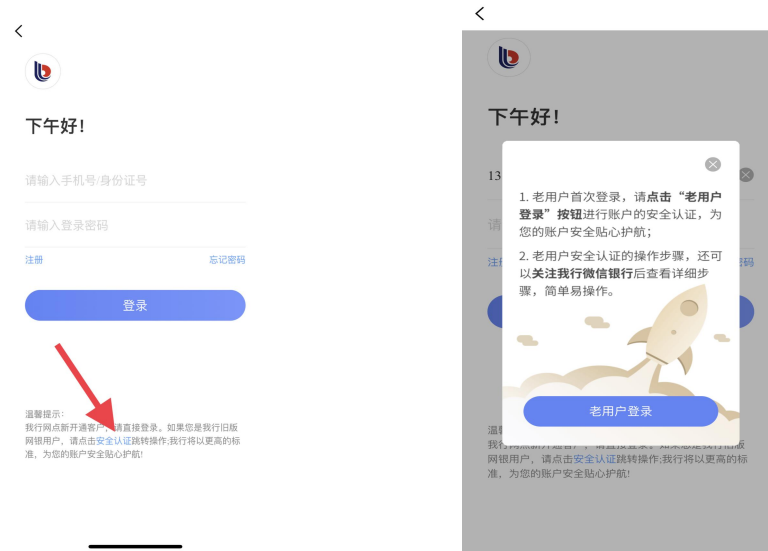 下午好!
请输入手机号/身份证号
请输入登录密码
注册
忘记密码
登录
温馨提示:
我行网点新开通客户,请直接登录。如果您是我行旧版
网银用户，请点击安全认证跳转操作;我行将以更高的标
准，为您的账户安全贴心护航!
下午好!
13
请
注册
密码
1. 老用户首次登录，请点击“老用户
登录”按钮进行账户的安全认证，为
您的账户安全贴心护航；
2. 老用户安全认证的操作步骤，还可
以关注我行微信银行后查看详细步
骤，简单易操作。
老用户登录
温
网银用户，请点击安全认证跳转操作;我行将以更高的标
准，为您的账户安全贴心护航!